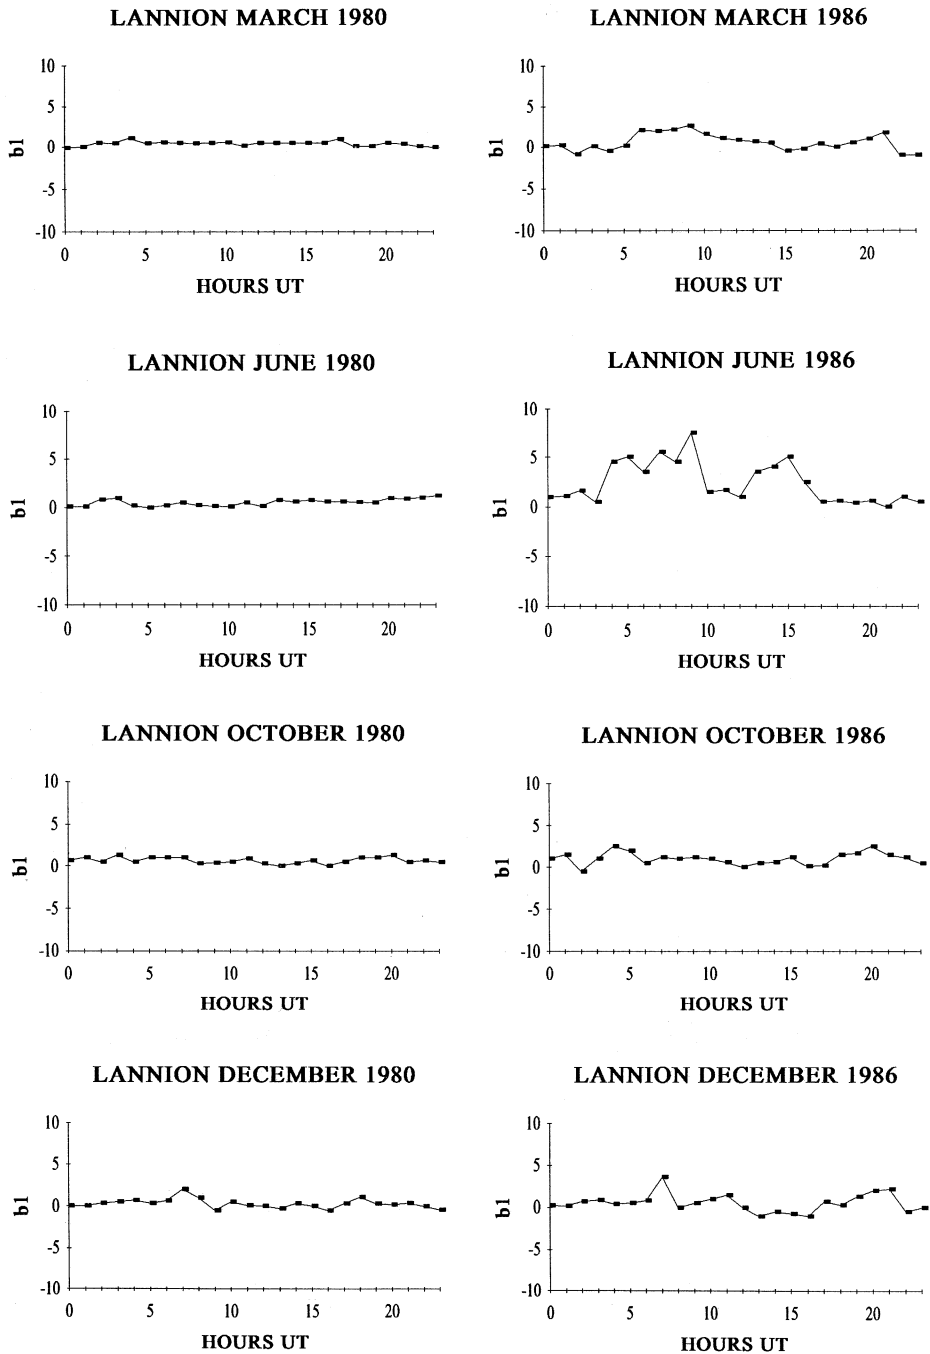 LANNION MARCH 1980
10
5
0
-5
-10
b1
0 5 10 15 20
HOURS UT
LANNION MARCH 1986
10
5
0
-5
-10
b1
0 5 10 15 20
HOURS UT
LANNION JUNE 1980
10
5
0
-5
-10
b1
0 5 10 15 20
HOURS UT
LANNION JUNE 1986
10
5
0
-5
-10
b1
0 5 10 15 20
HOURS UT
LANNION OCTOBER 1980
10
5
0
-5
-10
b1
0 5 10 15 20
HOURS UT
LANNION OCTOBER 1986
10
5
0
-5
-10
b1
0 5 10 15 20
HOURS UT
LANNION DECEMBER 1980
10
5
0
-5
-10
b1
0 5 10 15 20
HOURS UT
LANNION DECEMBER 1986
10
5
0
-5
-10
b1
0 5 10 15 20
HOURS UT